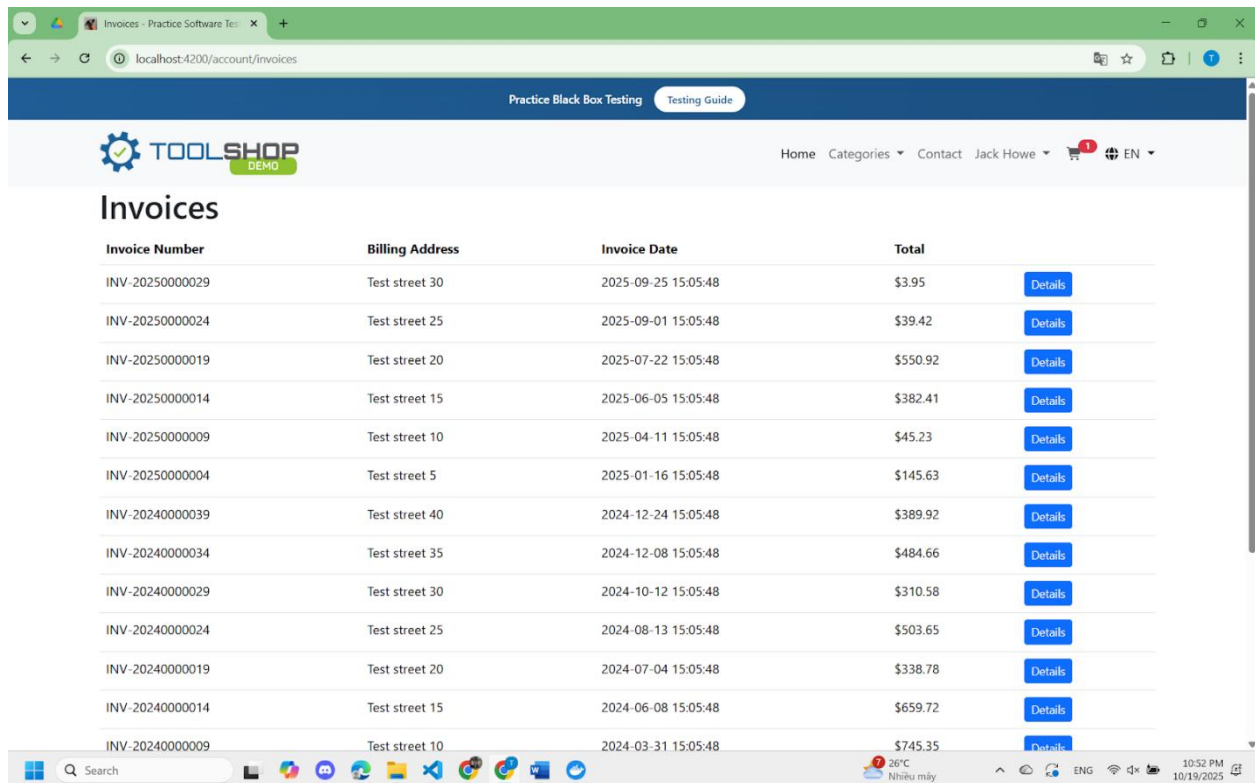 Invoices - Practice Software Tes
localhost:4200/account/invoices
T
Practice Black Box Testing Testing Guide
TOOLSHOP
DEMO
Home Categories Contact Jack Howe 1 EN
Invoices
Invoice Number Billing Address Invoice Date Total
INV-20250000029 Test street 30 2025-09-25 15:05:48 $3.95 Details
INV-20250000024 Test street 25 2025-09-01 15:05:48 $39.42 Details
INV-20250000019 Test street 20 2025-07-22 15:05:48 $550.92 Details
INV-20250000014 Test street 15 2025-06-05 15:05:48 $382.41 Details
INV-20250000009 Test street 10 2025-04-11 15:05:48 $45.23 Details
INV-20250000004 Test street 5 2025-01-16 15:05:48 $145.63 Details
INV-20240000039 Test street 40 2024-12-24 15:05:48 $389.92 Details
INV-20240000034 Test street 35 2024-12-08 15:05:48 $484.66 Details
INV-20240000029 Test street 30 2024-10-12 15:05:48 $310.58 Details
INV-20240000024 Test street 25 2024-08-13 15:05:48 $503.65 Details
INV-20240000019 Test street 20 2024-07-04 15:05:48 $338.78 Details
INV-20240000014 Test street 15 2024-06-08 15:05:48 $659.72 Details
INV-20240000009 Test street 10 2024-03-31 15:05:48 $745.35 Details
Search 7 26°C ENG 10:52 PM
Nhiều mây 10/19/2025